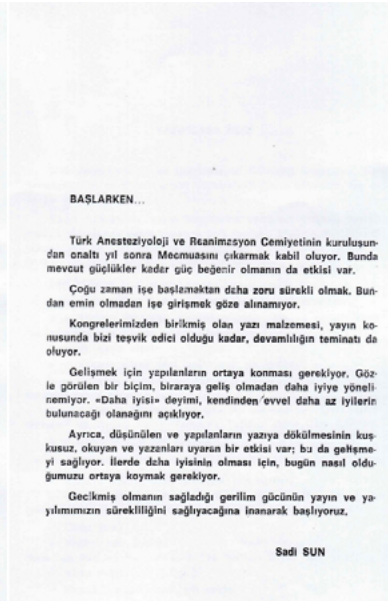 BAŞLARKEN...
Türk Anesteziyoloji ve Reanimasyon Cemiyetinin kuruluşun-
dan onaltı yıl sonra Mecmuasını çıkarmak kabil oluyor. Bunda
mevcut güçlükler kadar güç beğenir olmanın da etkisi var.
Çoğu zaman işe başlamaktan daha zoru sürekli olmak. Bun-
dan emin olmadan işe girişmek göze alınamıyor.
Kongrelerimizden birikmiş olan yazı malzemesi, yayın ko-
nusunda bizi teşvik edici olduğu kadar, devamlılığın teminatı da
oluyor.
Gelişmek için yapılanların ortaya konması gerekiyor. Göz-
le görülen bir biçim, biraraya geliş olmadan daha iyiye yöneli-
nemiyor. «Daha iyisi» deyimi, kendinden evvel daha az iyilerin
bulunacağı olanağını açıklıyor.
Ayrıca, düşünülen ve yapılanların yazıya dökülmesinin kuş-
kusuz, okuyan ve yazanları uyaran bir etkisi var; bu da gelişme-
yi sağlıyor. İlerde daha iyisinin olması için, bugün nasıl oldu-
ğumuzu ortaya koymak gerekiyor.
Gecikmiş olmanın sağladığı gerilim gücünün yayın ve ya-
yılımımızın sürekliliğini sağlıyacağına inanarak başlıyoruz.
Sadi SUN